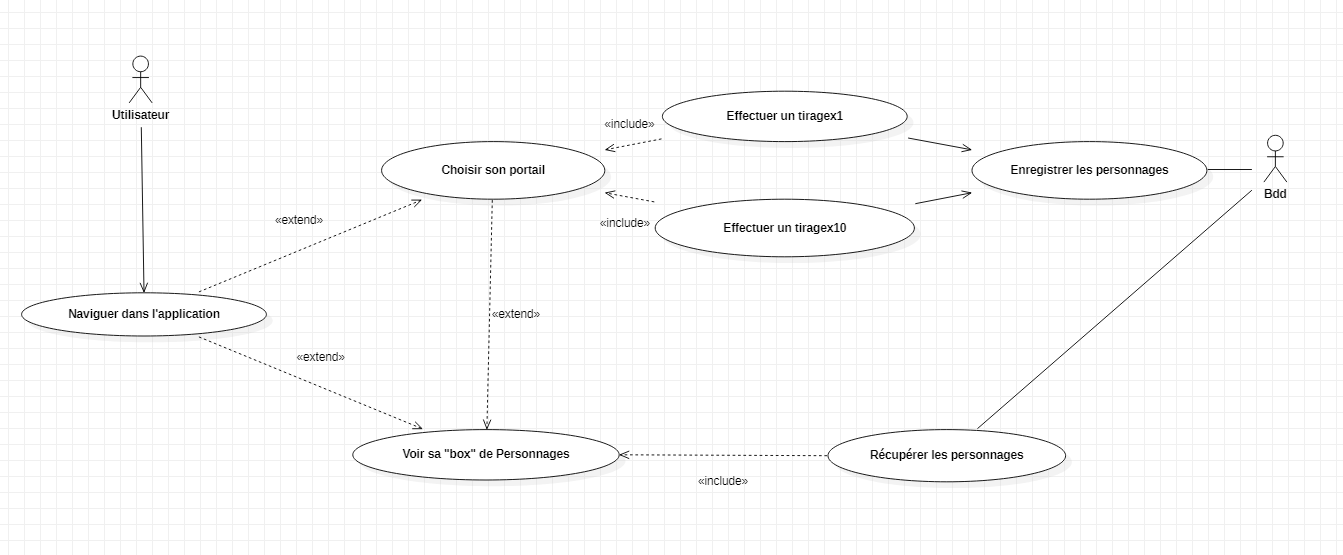 Utilisateur
Effectuer un tiragex1
«include»
Choisir son portail
Enregistrer les personnages
Bdd
«extend»
«include»
Effectuer un tiragex10
Naviguer dans l'application
«extend»
«extend»
Voir sa "box" de Personnages
Récupérer les personnages
«include»